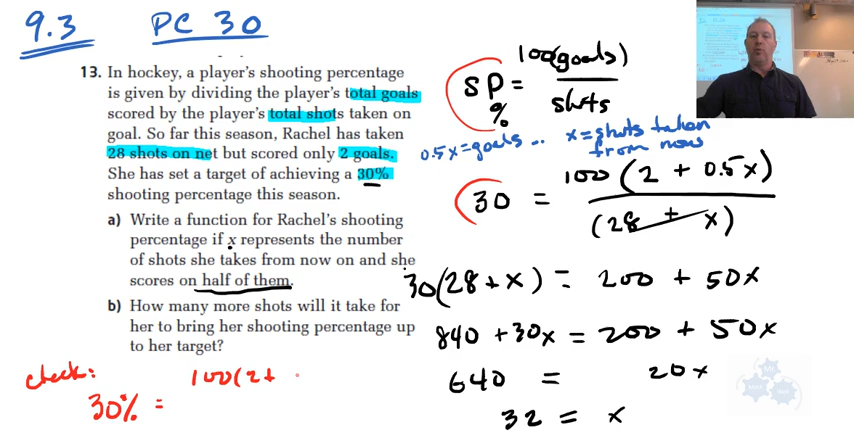 9.3 PC 30
13. In hockey, a player's shooting percentage
is given by dividing the player's total goals
scored by the player's total shots taken on
goal. So far this season, Rachel has taken
28 shots on net but scored only 2 goals.
She has set a target of achieving a 30%
shooting percentage this season.
a) Write a function for Rachel's shooting
percentage if x represents the number
of shots she takes from now on and she
scores on half of them.
b) How many more shots will it take for
her to bring her shooting percentage up
to her target?
check:
30% = 100(2+
SP % = 100(goals) / shots
0.5x = goals ..
x = shots taken
from now
30 = 100(2 + 0.5x) / (28 + x)
30(28 + x) = 200 + 50x
840 + 30x = 200 + 50x
640 = 20x
32 = x